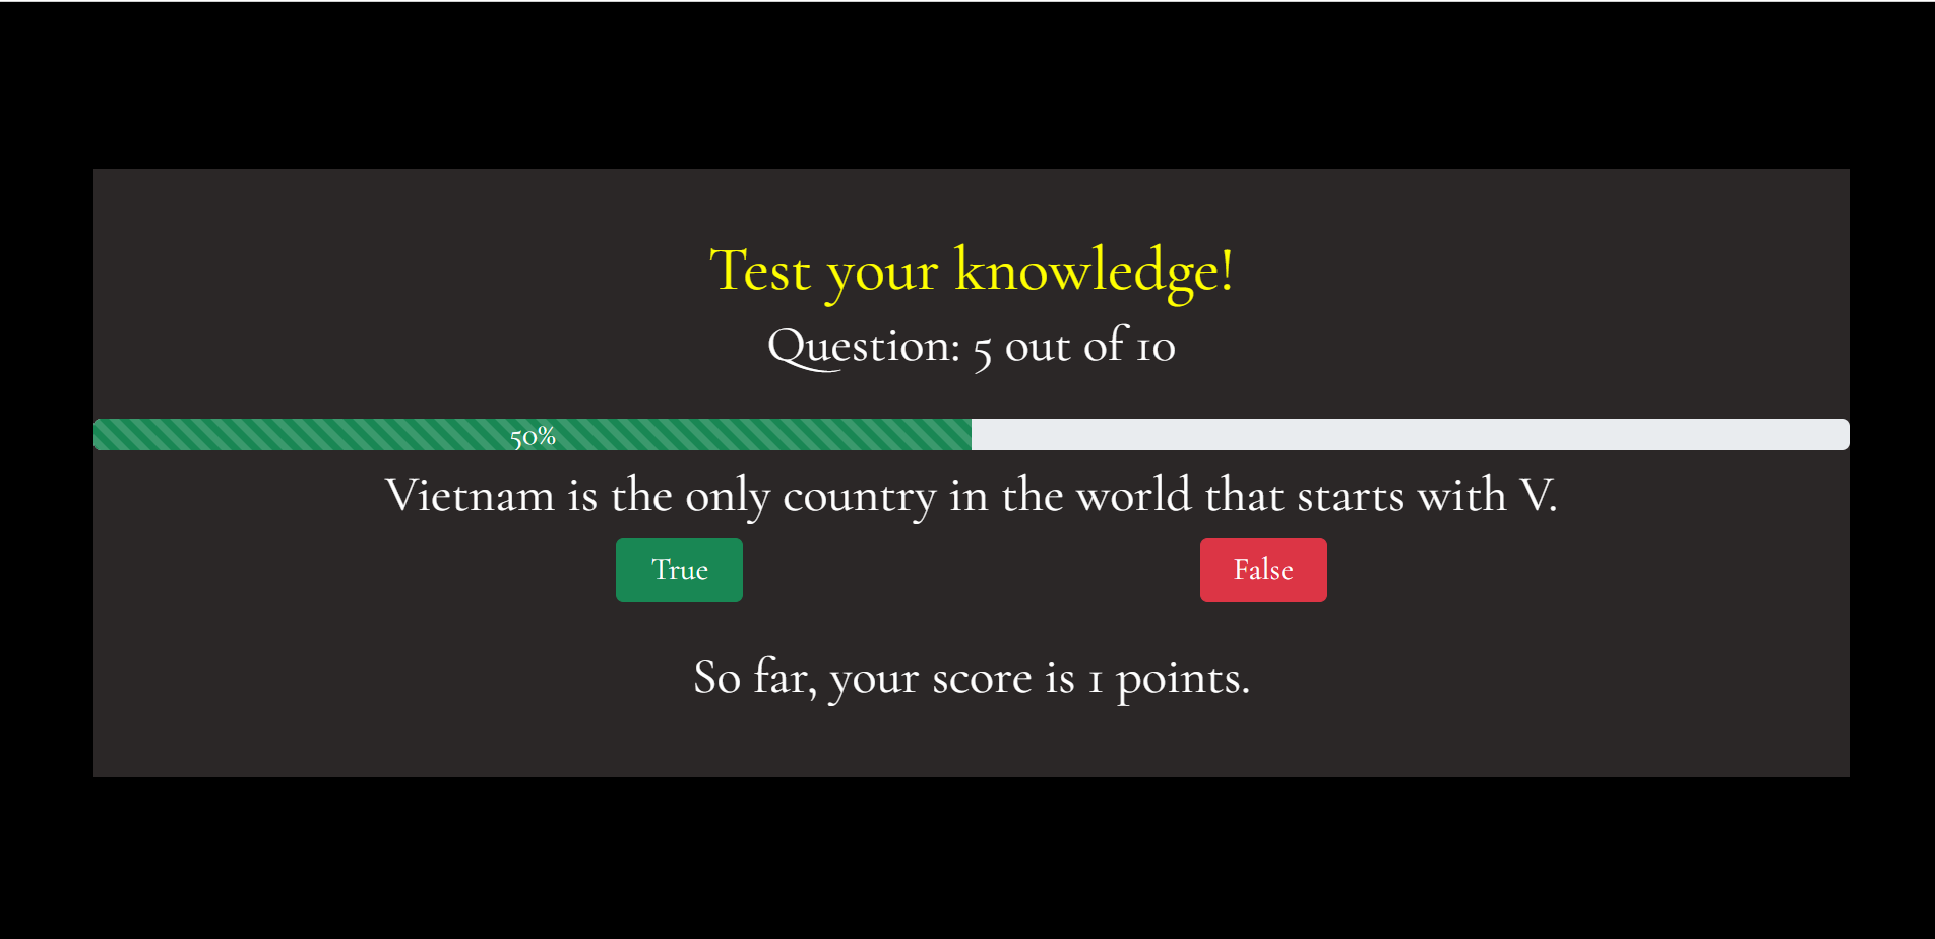 Test your knowledge!
Question: 5 out of 10
50%
Vietnam is the only country in the world that starts with V.
True
False
So far, your score is 1 points.